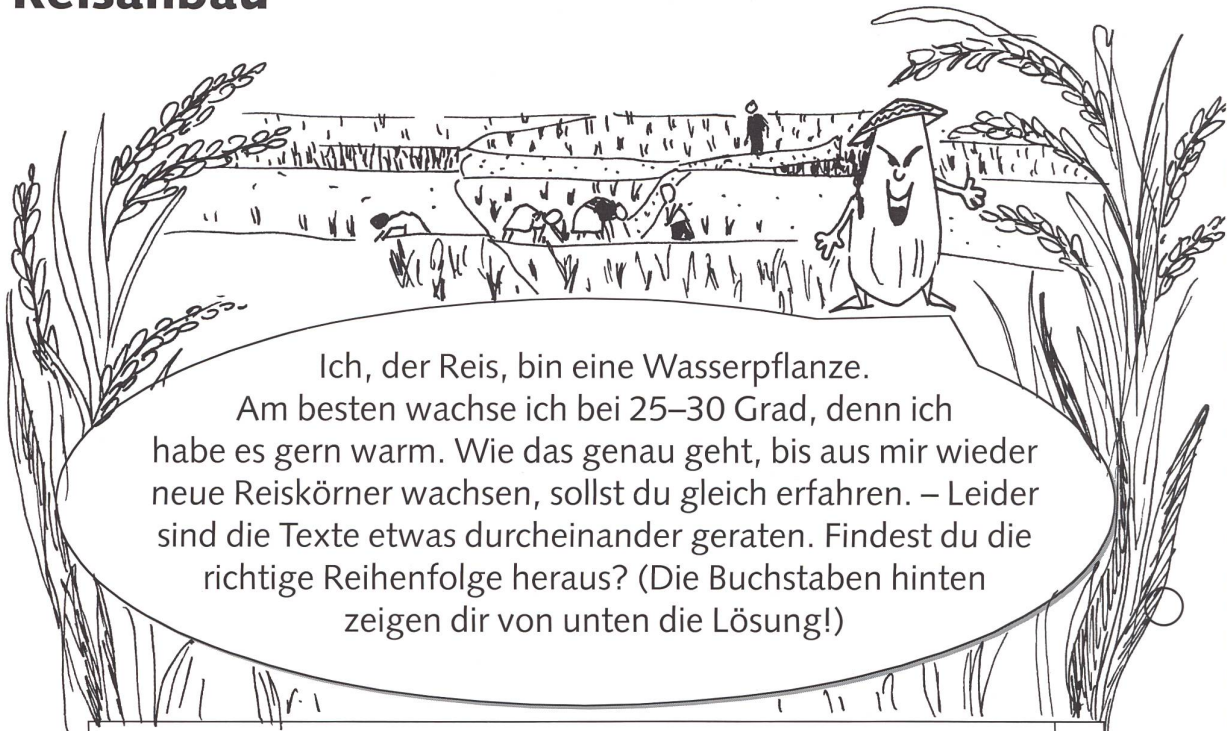 Reisanbau
Ich, der Reis, bin eine Wasserpflanze.
Am besten wachse ich bei 25–30 Grad, denn ich
habe es gern warm. Wie das genau geht, bis aus mir wieder
neue Reiskörner wachsen, sollst du gleich erfahren. – Leider
sind die Texte etwas durcheinander geraten. Findest du die
richtige Reihenfolge heraus? (Die Buchstaben hinten
zeigen dir von unten die Lösung!)